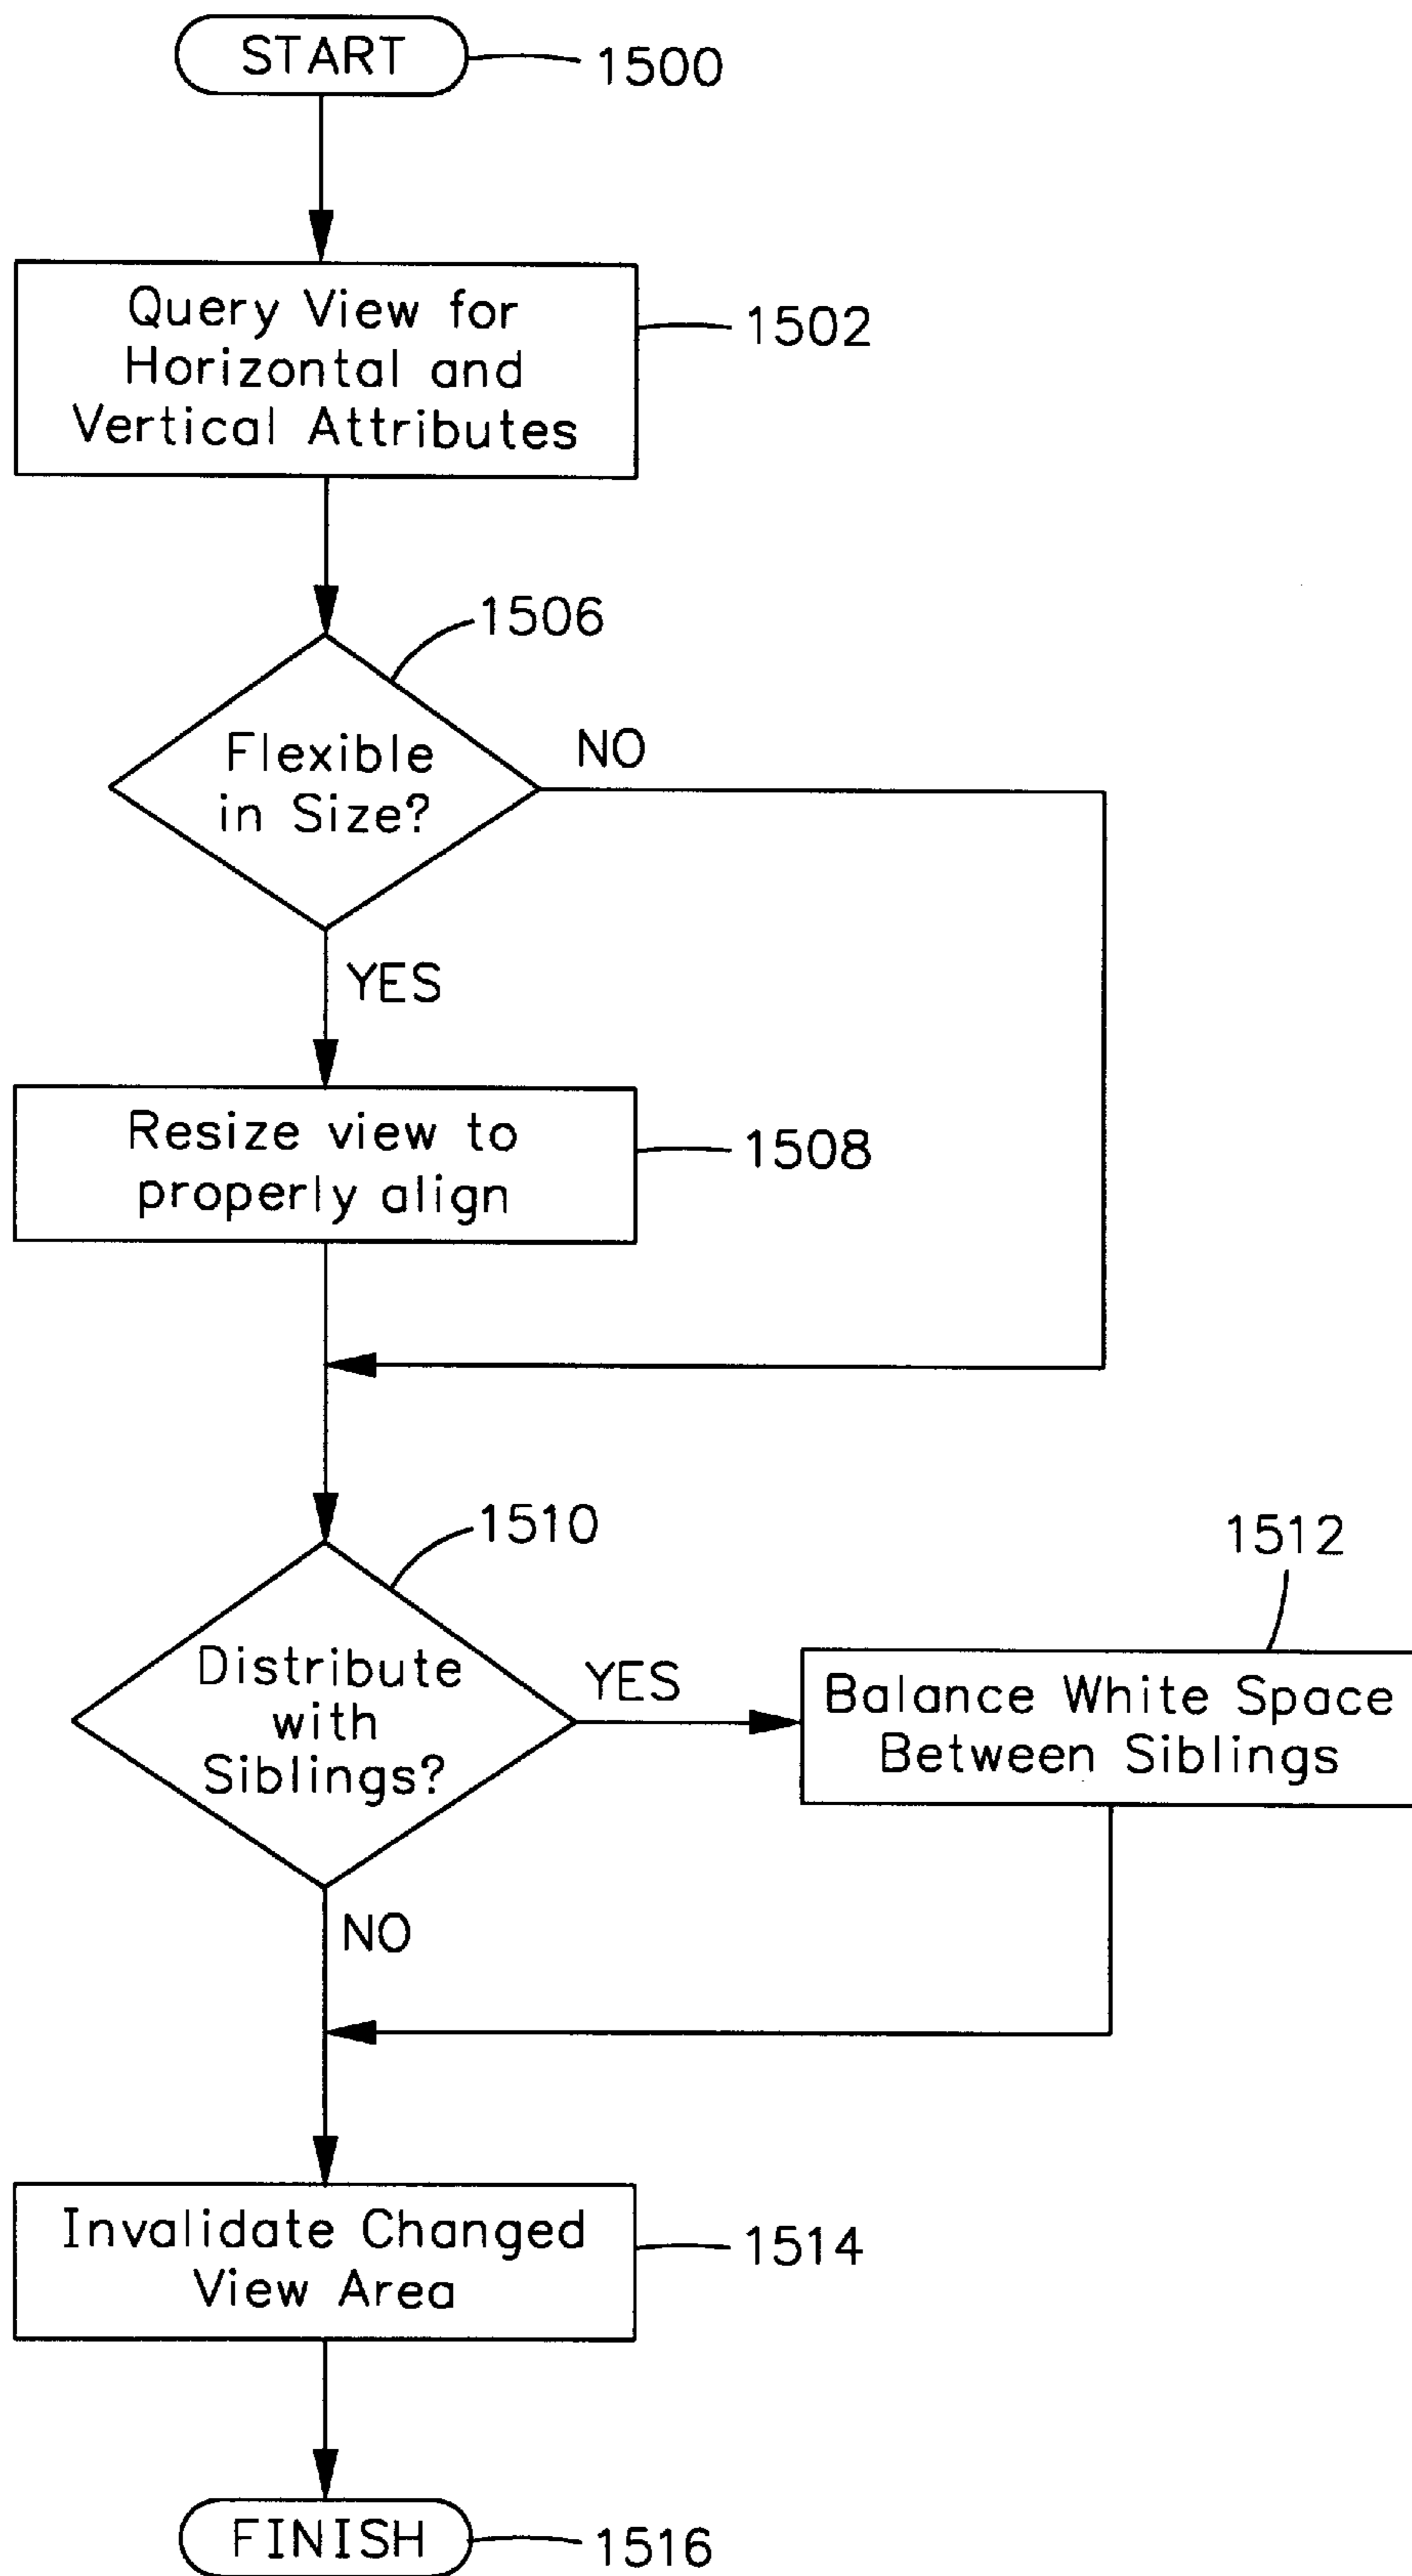 START
1500
Query View for
Horizontal and
Vertical Attributes
1502
1506
Flexible
in Size?
NO
YES
Resize view to
properly align
1508
1510
1512
Distribute
with
Siblings?
YES
Balance White Space
Between Siblings
NO
Invalidate Changed
View Area
1514
FINISH
1516